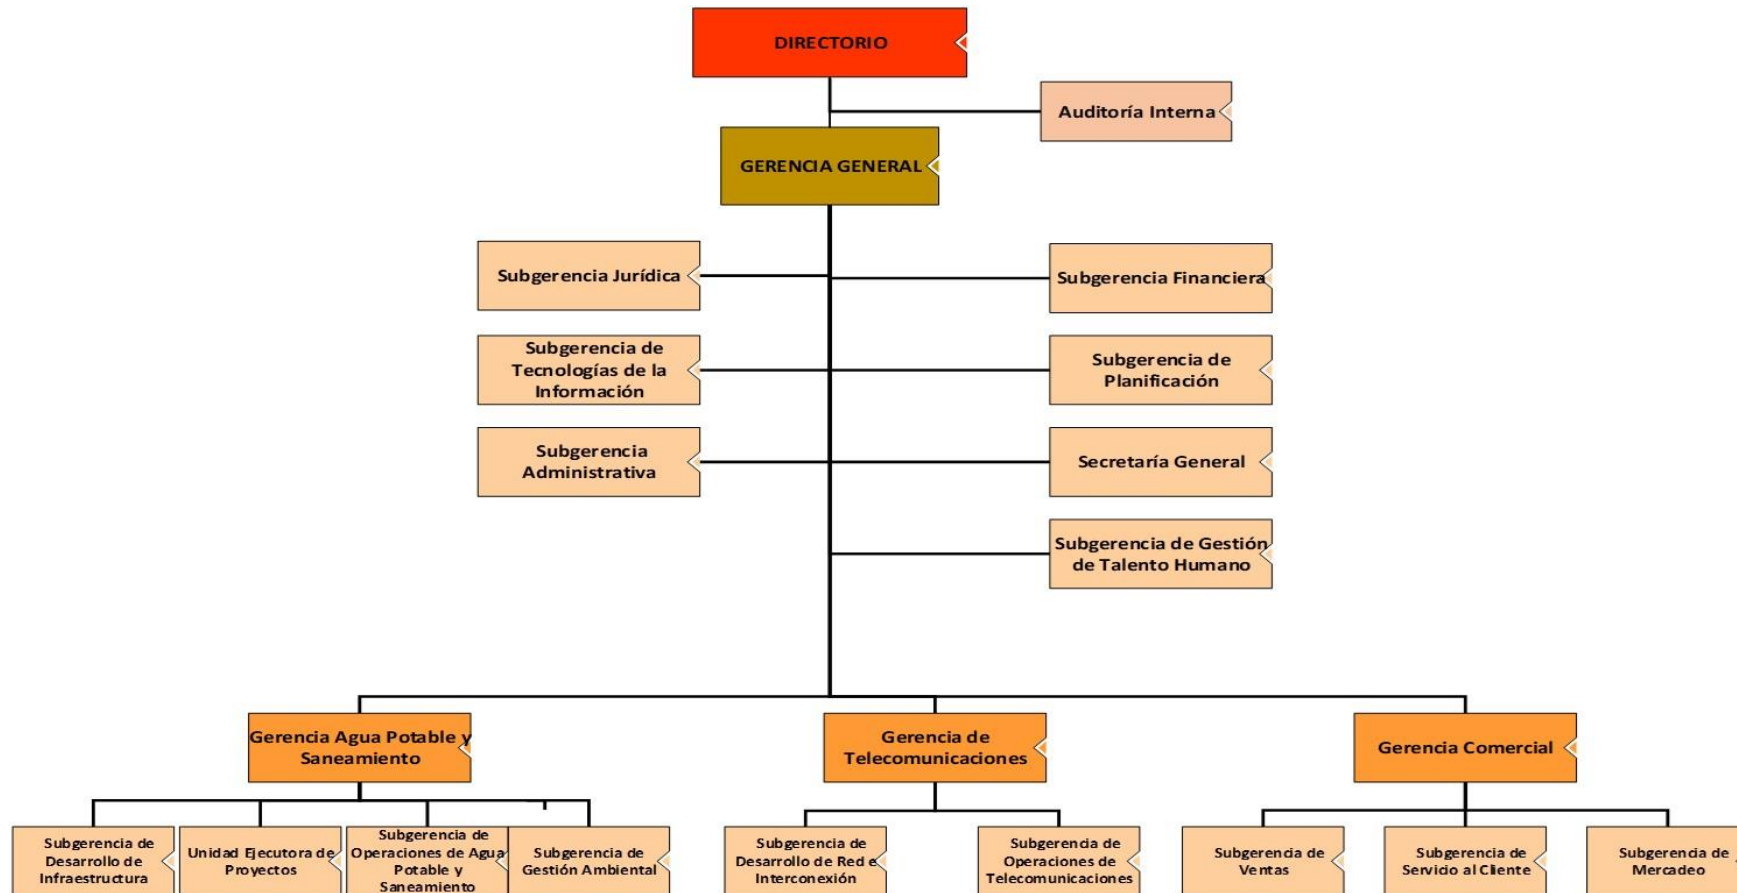 DIRECTORIO
Auditoría Interna
GERENCIA GENERAL
Subgerencia Jurídica
Subgerencia Financiera
Subgerencia de
Tecnologías de la
Información
Subgerencia de
Planificación
Subgerencia
Administrativa
Secretaría General
Subgerencia de Gestión
de Talento Humano
Gerencia Agua Potable y
Saneamiento
Gerencia de
Telecomunicaciones
Gerencia Comercial
Subgerencia de
Desarrollo de
Infraestructura
Unidad Ejecutora de
Proyectos
Subgerencia de
Operaciones de Agua
Potable y
Saneamiento
Subgerencia de
Gestión Ambiental
Subgerencia de
Desarrollo de Red e
Interconexión
Subgerencia de
Operaciones de
Telecomunicaciones
Subgerencia de
Ventas
Subgerencia de
Servicio al Cliente
Subgerencia de
Mercadeo